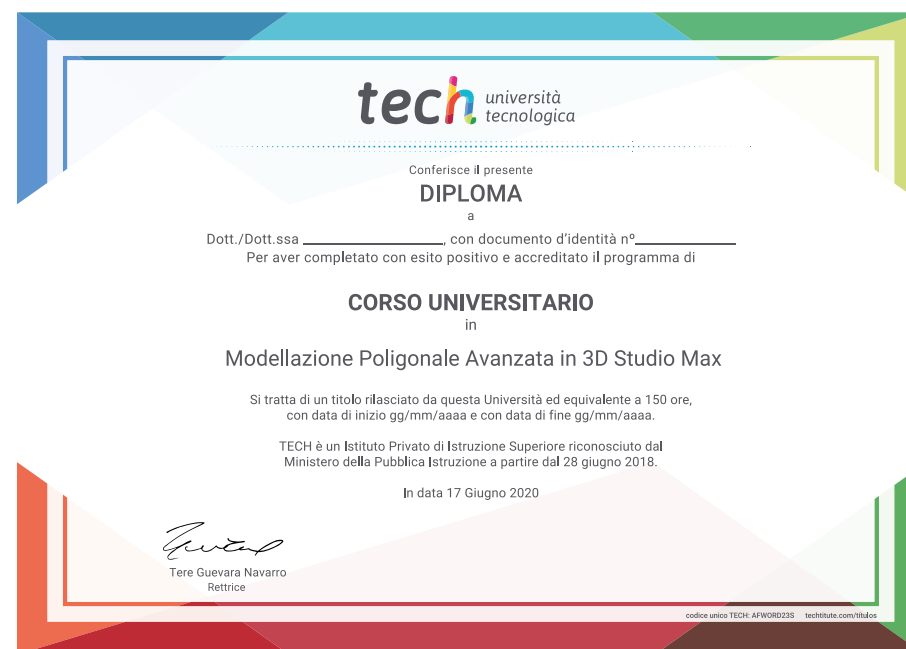 tech università
tecnologica
Conferisce il presente
DIPLOMA
a
Dott./Dott.ssa ____________________, con documento d'identità nº______________
Per aver completato con esito positivo e accreditato il programma di
CORSO UNIVERSITARIO
in
Modellazione Poligonale Avanzata in 3D Studio Max
Si tratta di un titolo rilasciato da questa Università ed equivalente a 150 ore,
con data di inizio gg/mm/aaaa e con data di fine gg/mm/aaaa.
TECH è un Istituto Privato di Istruzione Superiore riconosciuto dal
Ministero della Pubblica Istruzione a partire dal 28 giugno 2018.
In data 17 Giugno 2020
Tere Guevara Navarro
Rettrice
codice unico TECH: AFWORD23S techtitute.com/titulos